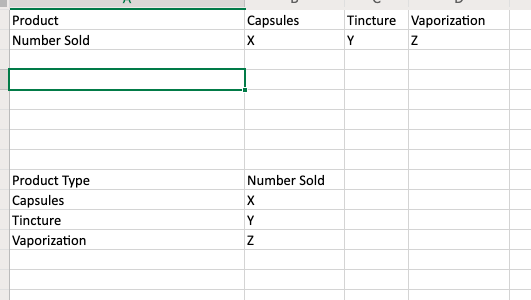 Product Capsules Tincture Vaporization
Number Sold X Y Z
Product Type Number Sold
Capsules X
Tincture Y
Vaporization Z